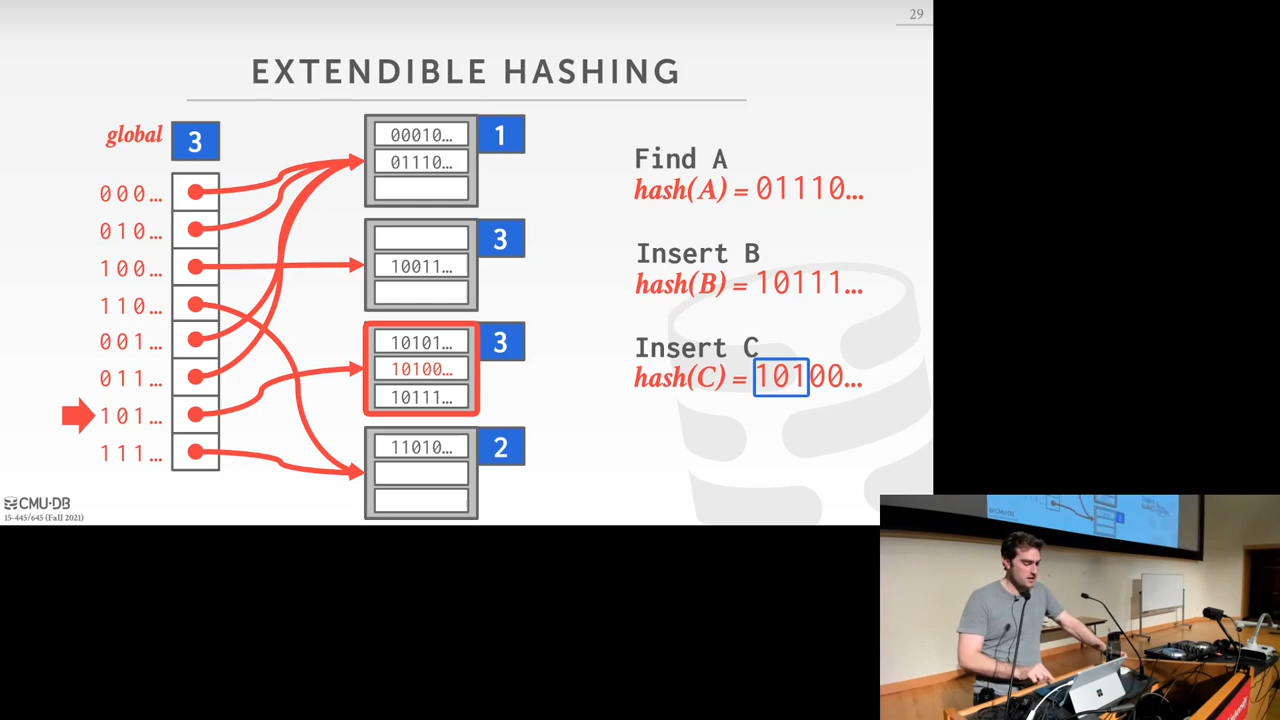 29
EXTENDIBLE HASHING
global
3
000…
010…
100…
110…
001…
011…
101…
111…
00010…
01110…
1
10011…
3
10101…
10100…
10111…
3
11010…
2
Find A
hash(A) = 01110…
Insert B
hash(B) = 10111…
Insert C
hash(C) = 10100…
CMU·DB
15-445/645 (Fall 2021)